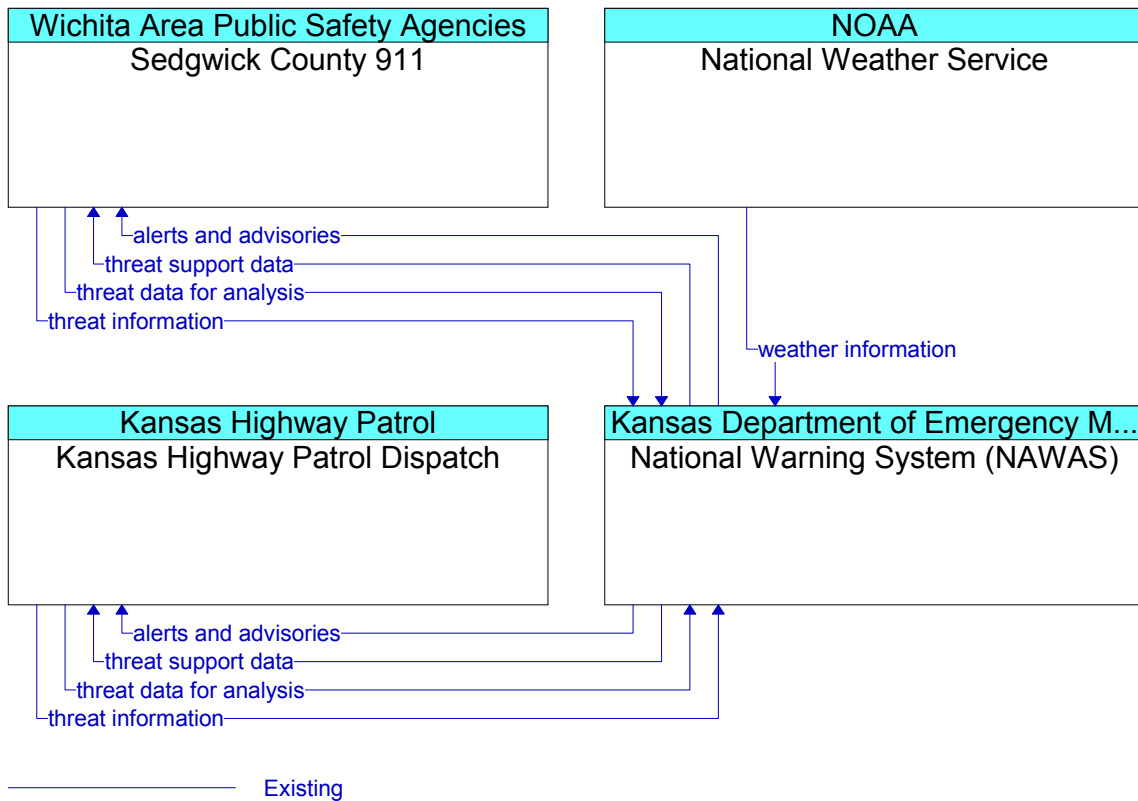 Wichita Area Public Safety Agencies
Sedgwick County 911
NOAA
National Weather Service
alerts and advisories
threat support data
threat data for analysis
threat information
weather information
Kansas Highway Patrol
Kansas Highway Patrol Dispatch
Kansas Department of Emergency M...
National Warning System (NAWAS)
alerts and advisories
threat support data
threat data for analysis
threat information
Existing